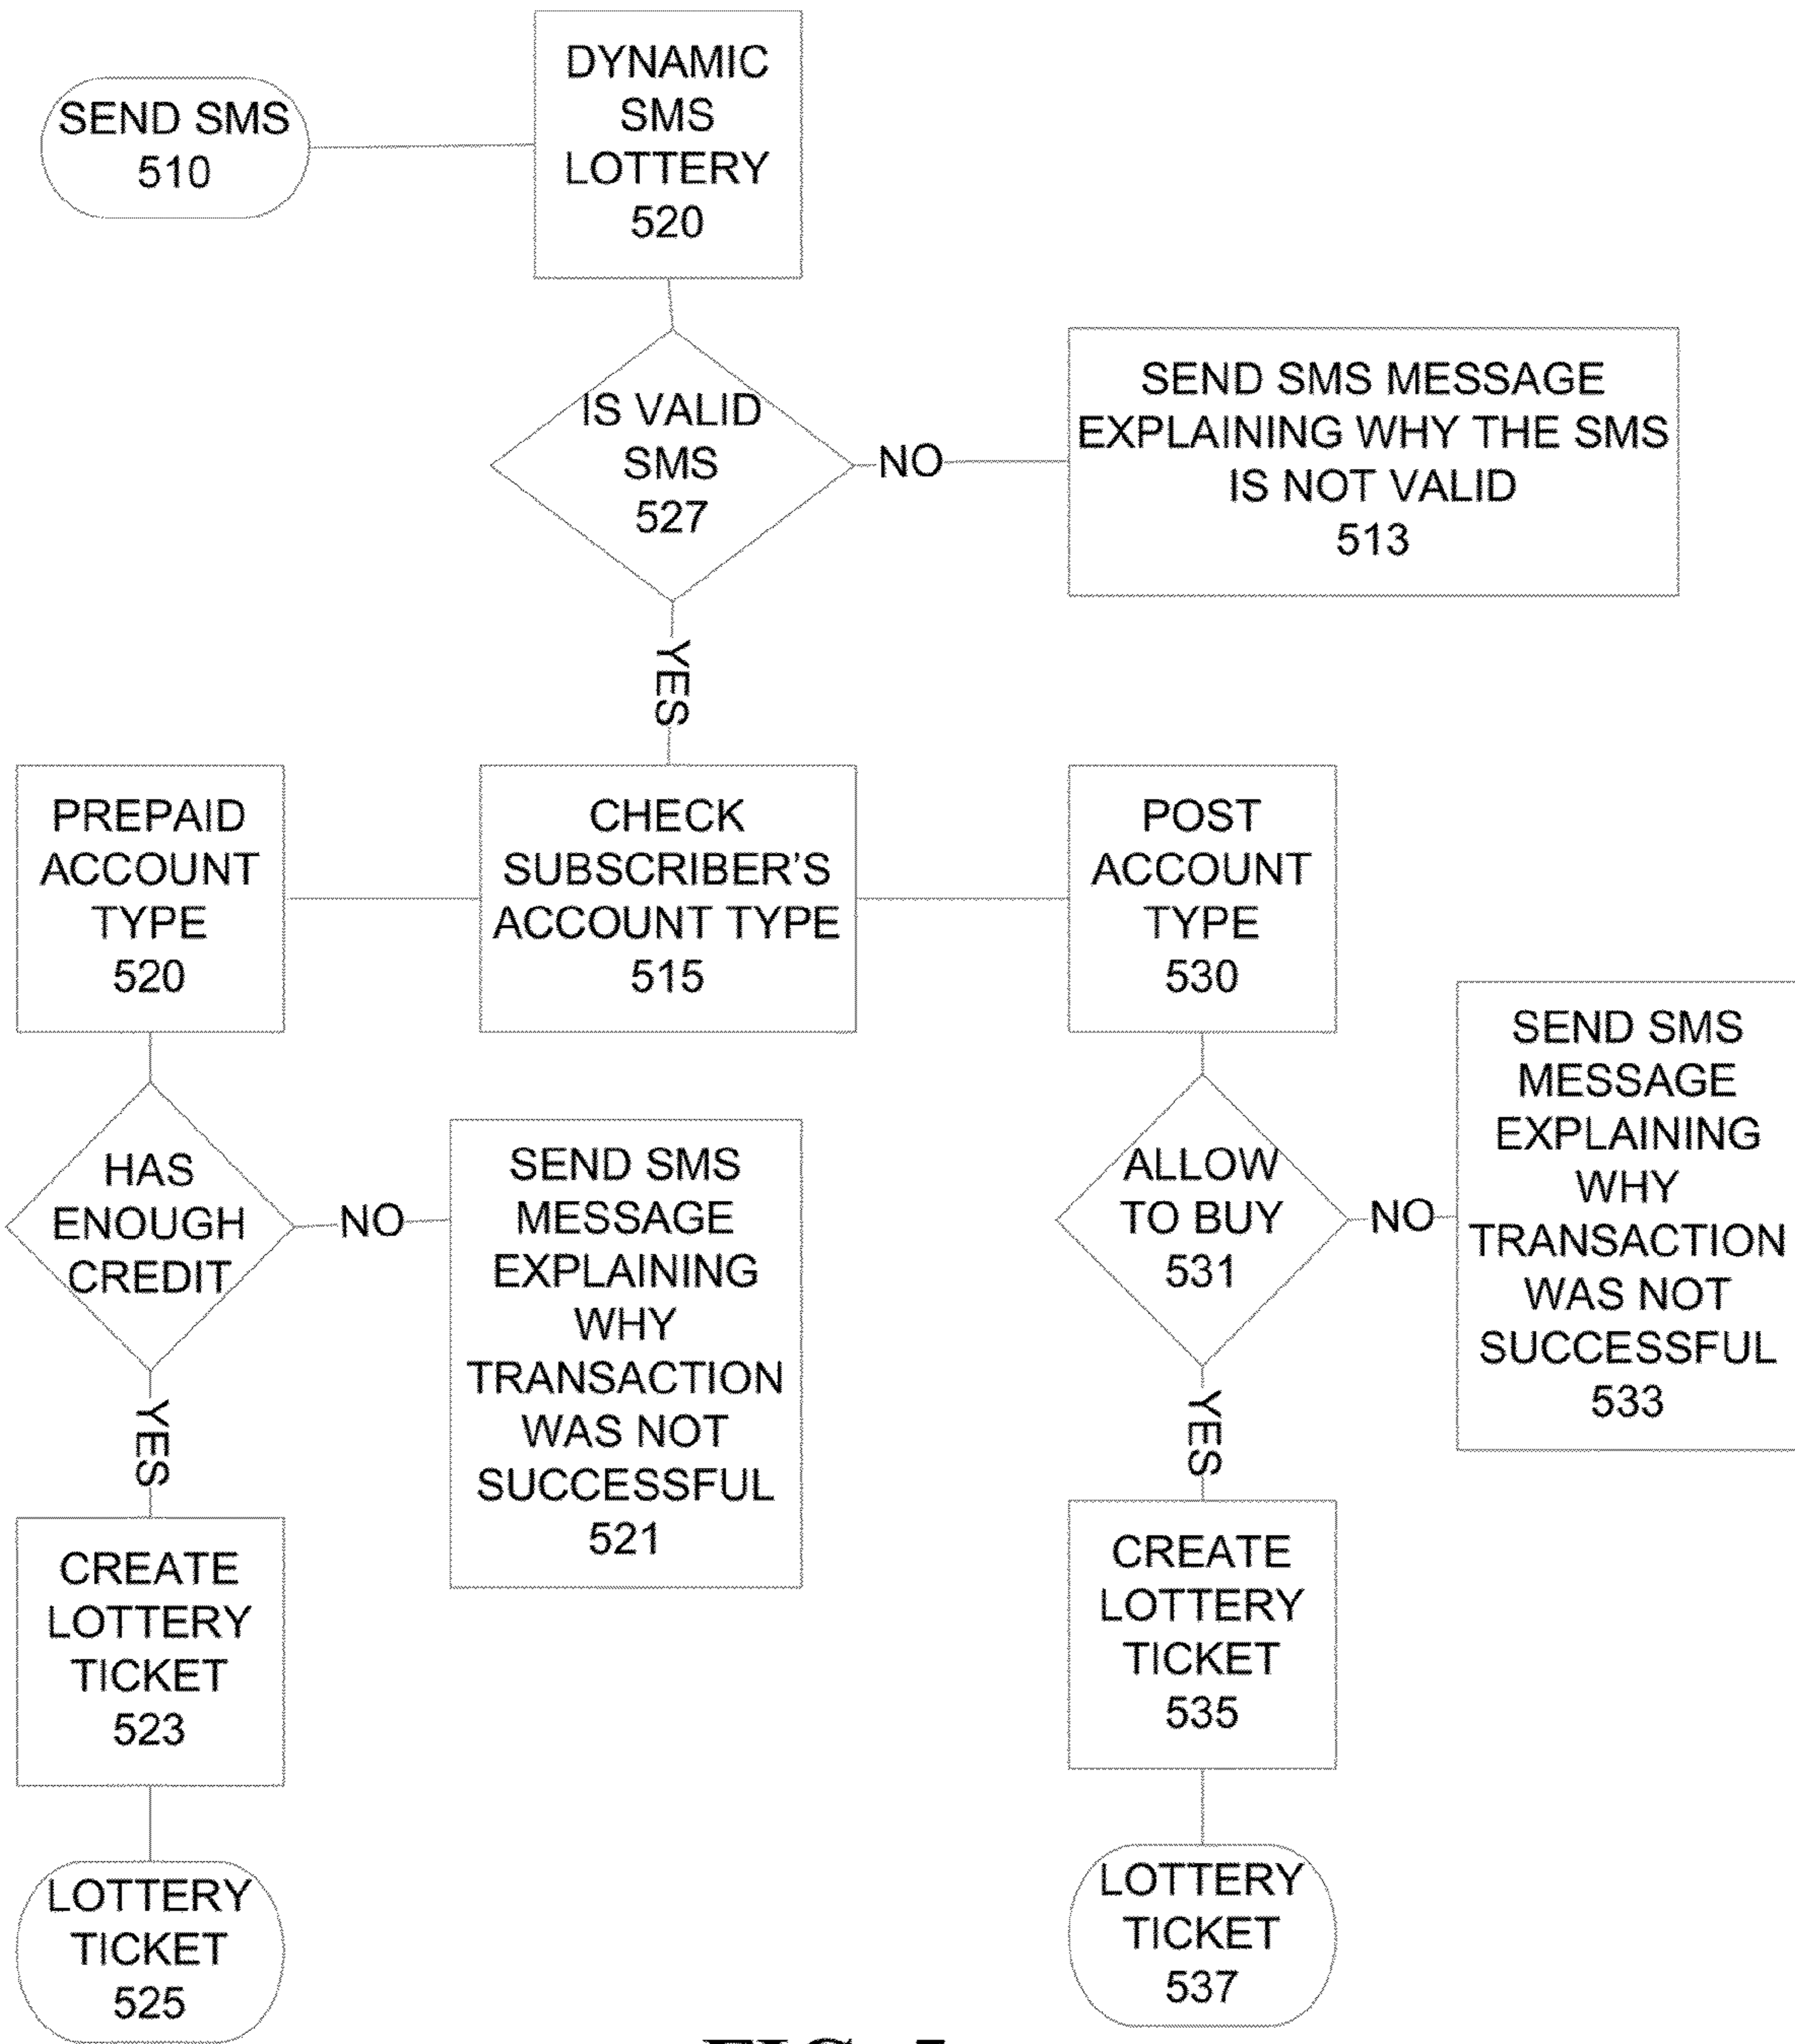 SEND SMS
510
DYNAMIC
SMS
LOTTERY
520
IS VALID
SMS
527
NO
SEND SMS MESSAGE
EXPLAINING WHY THE SMS
IS NOT VALID
513
YES
PREPAID
ACCOUNT
TYPE
520
CHECK
SUBSCRIBER'S
ACCOUNT TYPE
515
POST
ACCOUNT
TYPE
530
HAS
ENOUGH
CREDIT
NO
SEND SMS
MESSAGE
EXPLAINING
WHY
TRANSACTION
WAS NOT
SUCCESSFUL
521
ALLOW
TO BUY
531
NO
SEND SMS
MESSAGE
EXPLAINING
WHY
TRANSACTION
WAS NOT
SUCCESSFUL
533
YES
CREATE
LOTTERY
TICKET
523
YES
CREATE
LOTTERY
TICKET
535
LOTTERY
TICKET
525
LOTTERY
TICKET
537